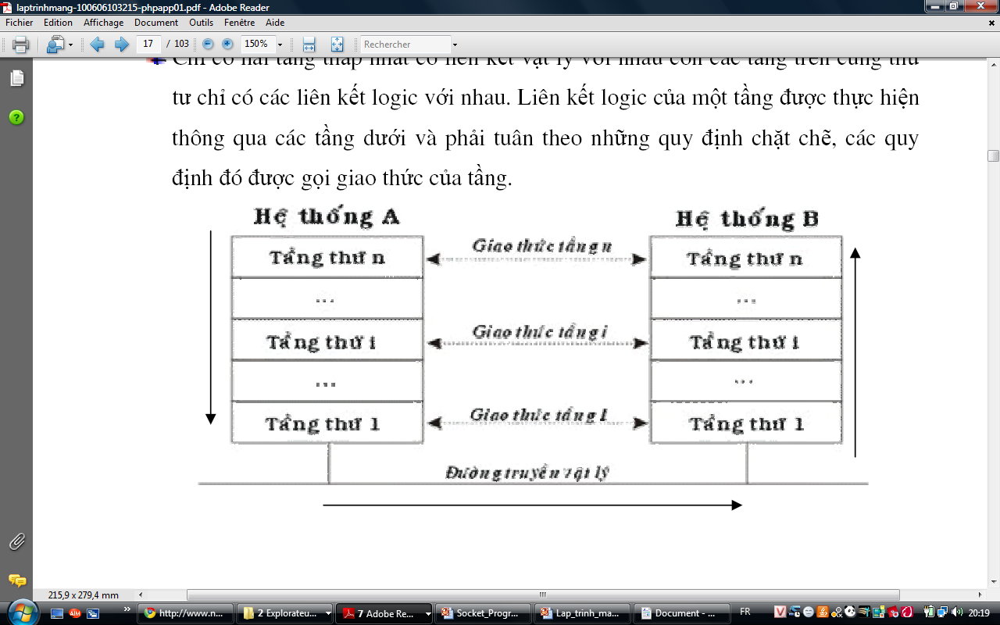 laptrinhmang-100606103215-phpapp01.pdf - Adobe Reader
Fichier Edition Affichage Document Outils Fenêtre Aide
17 / 103 150% Rechercher
Chỉ có hai tầng thấp nhất có liên kết vật lý với nhau còn các tầng trên cùng thứ
tư chỉ có các liên kết logic với nhau. Liên kết logic của một tầng được thực hiện
thông qua các tầng dưới và phải tuân theo những quy định chặt chẽ, các quy
định đó được gọi giao thức của tầng.
Hệ thống A Hệ thống B
Tầng thứ n Giao thức tầng n Tầng thứ n
... ...
Tầng thứ i Giao thức tầng i Tầng thứ i
... ...
Tầng thứ 1 Giao thức tầng 1 Tầng thứ 1
Đường truyền vật lý
215,9 x 279,4 mm
http://www.n... 2 Explorateu... 7 Adobe Re... Socket_Progr... Lap_trinh_ma... Document - ... FR 20:19